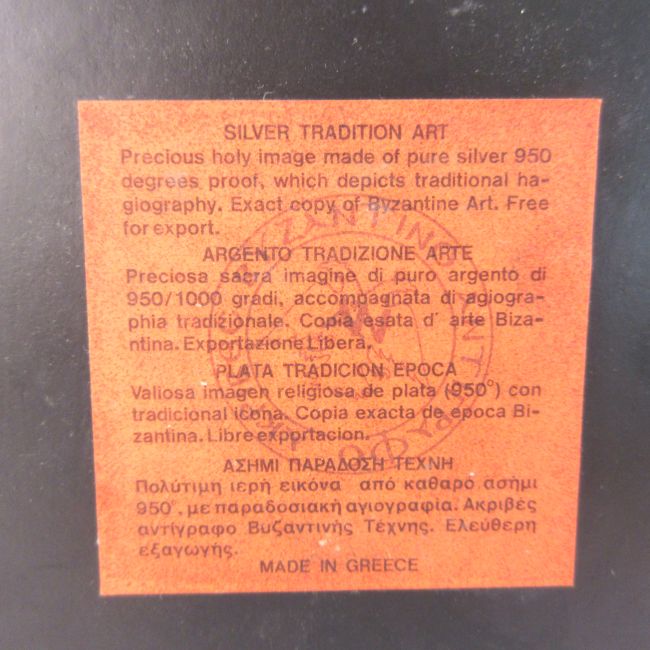 SILVER TRADITION ART
Precious holy image made of pure silver 950
degrees proof, which depicts traditional ha-
giography. Exact copy of Byzantine Art. Free
for export.
ARGENTO TRADIZIONE ARTE
Preciosa sacra imagine di puro argento di
950/1000 gradi, accompagnata di agiogra-
phia tradizionale. Copia esata d' arte Biza-
ntina. Exportazione Libera.
PLATA TRADICION EPOCA
Valiosa imágen religiosa de plata (950°) con
tradicional icona. Copia exacta de epoca Bi-
zantina. Libre exportacion.
ΑΣΗΜΙ ΠΑΡΑΔΟΣΗ ΤΕΧΝΗ
Πολύτιμη ιερή εικόνα από καθαρό ασήμι
950°, με παραδοσιακή αγιογραφία. Ακριβές
αντίγραφο Βυζαντινής Τέχνης. Ελεύθερη
εξαγωγής.
MADE IN GREECE
BYZANTINE